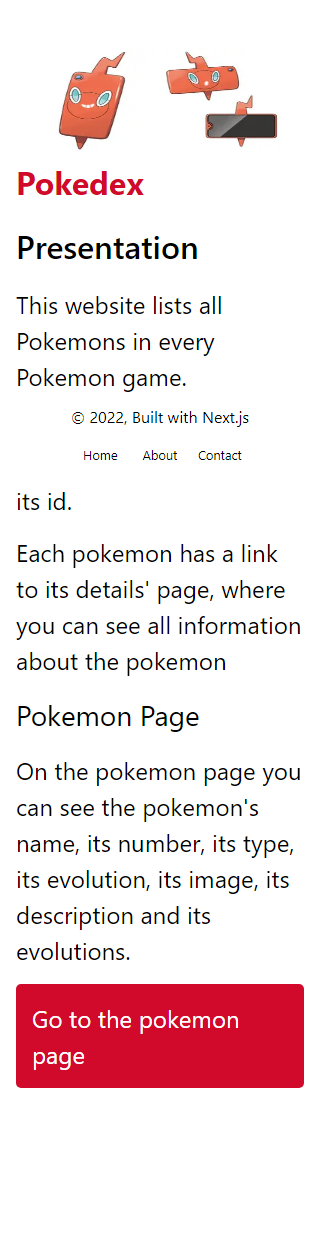 Pokedex
Presentation
This website lists all
Pokemons in every
Pokemon game.
© 2022, Built with Next.js
Home About Contact
its id.
Each pokemon has a link
to its details' page, where
you can see all information
about the pokemon
Pokemon Page
On the pokemon page you
can see the pokemon's
name, its number, its type,
its evolution, its image, its
description and its
evolutions.
Go to the pokemon
page